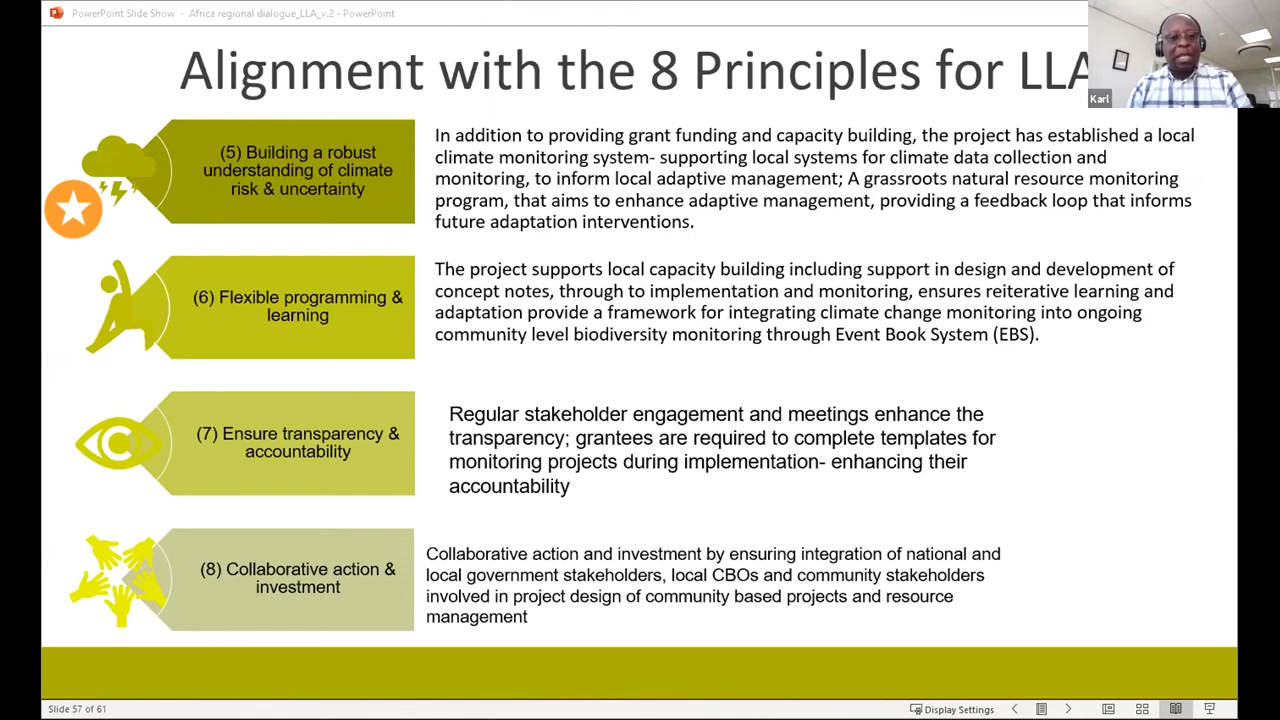 PowerPoint Slide Show - Africa regional dialogue_LLA_v.2 - PowerPoint
Alignment with the 8 Principles for LLA
Karl
(5) Building a robust
understanding of climate
risk & uncertainty
In addition to providing grant funding and capacity building, the project has established a local
climate monitoring system- supporting local systems for climate data collection and
monitoring, to inform local adaptive management; A grassroots natural resource monitoring
program, that aims to enhance adaptive management, providing a feedback loop that informs
future adaptation interventions.
(6) Flexible programming &
learning
The project supports local capacity building including support in design and development of
concept notes, through to implementation and monitoring, ensures reiterative learning and
adaptation provide a framework for integrating climate change monitoring into ongoing
community level biodiversity monitoring through Event Book System (EBS).
(7) Ensure transparency &
accountability
Regular stakeholder engagement and meetings enhance the
transparency; grantees are required to complete templates for
monitoring projects during implementation- enhancing their
accountability
(8) Collaborative action &
investment
Collaborative action and investment by ensuring integration of national and
local government stakeholders, local CBOs and community stakeholders
involved in project design of community based projects and resource
management
Slide 57 of 61
Display Settings